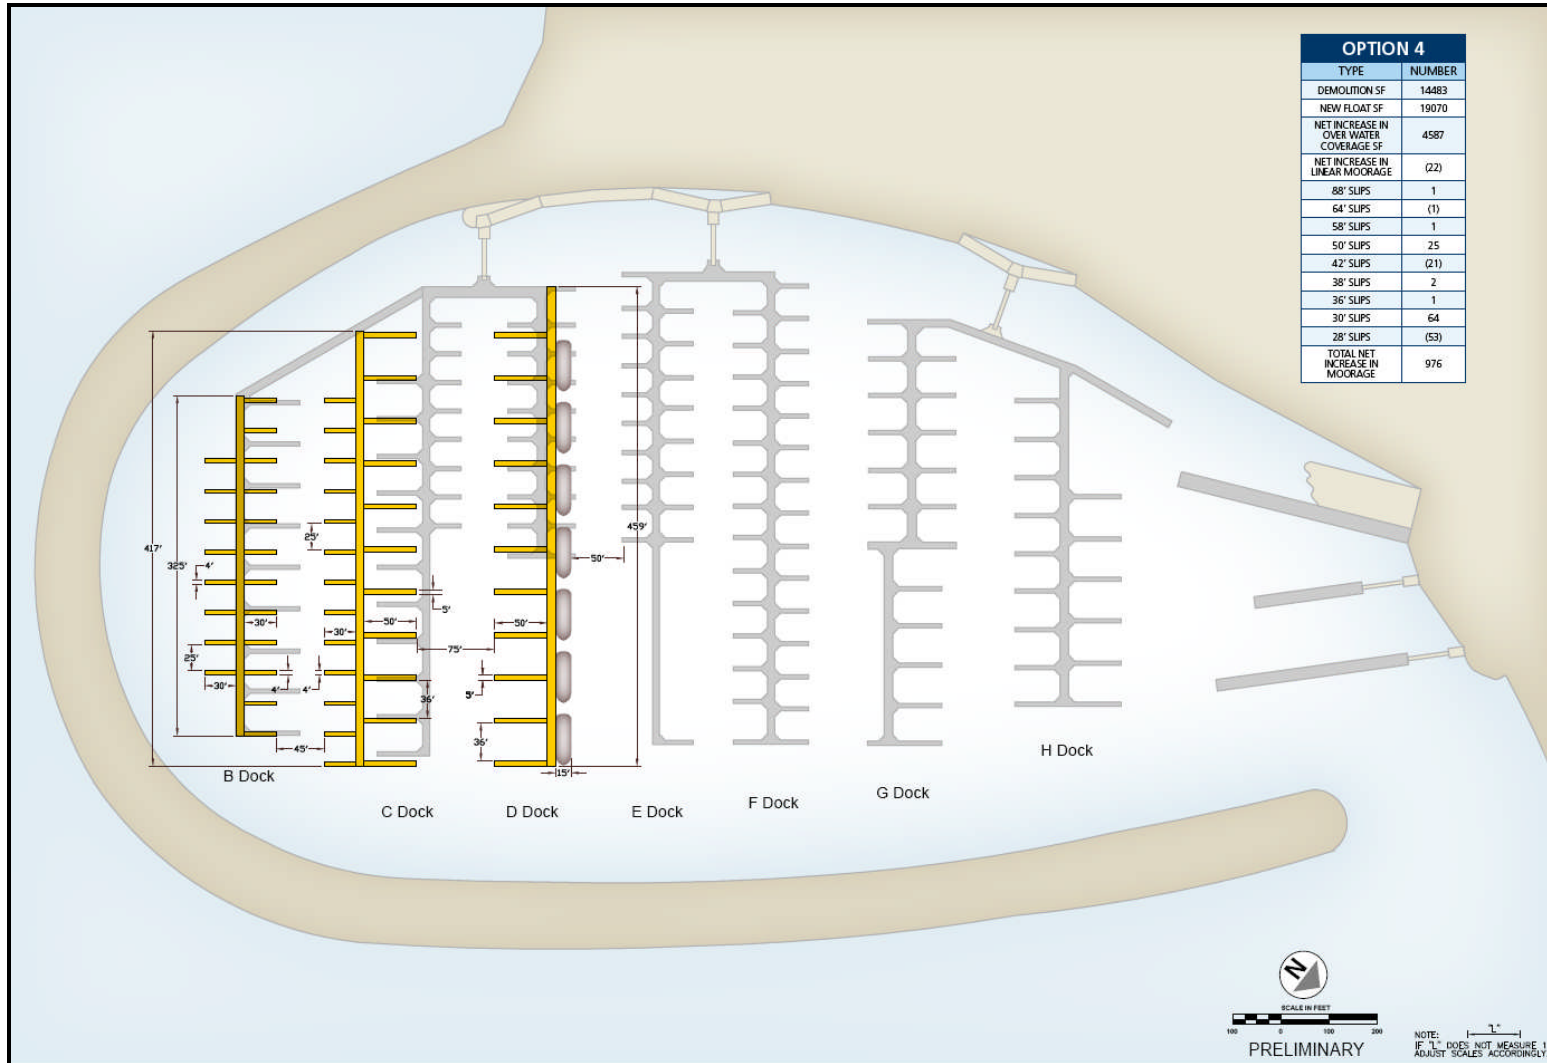 OPTION 4
TYPE NUMBER
DEMOLITION SF 14483
NEW FLOAT SF 19070
NET INCREASE IN
OVER WATER 4587
COVERAGE SF
NET INCREASE IN
LINEAR MOORAGE (22)
88' SLIPS 1
64' SLIPS (1)
58' SLIPS 1
50' SLIPS 25
42' SLIPS (21)
38' SLIPS 2
36' SLIPS 1
30' SLIPS 64
28' SLIPS (53)
TOTAL NET
INCREASE IN 976
MOORAGE
459'
25'
417'
50'
325'
4'
5'
30'
30'
50'
50'
75'
25'
30'
4'
4'
36'
5'
36'
45'
15'
B Dock
C Dock
D Dock
E Dock
F Dock
G Dock
H Dock
N
SCALE IN FEET
100 0 100 200
PRELIMINARY
NOTE: "L"
IF "L" DOES NOT MEASURE 1
ADJUST SCALES ACCORDINGLY